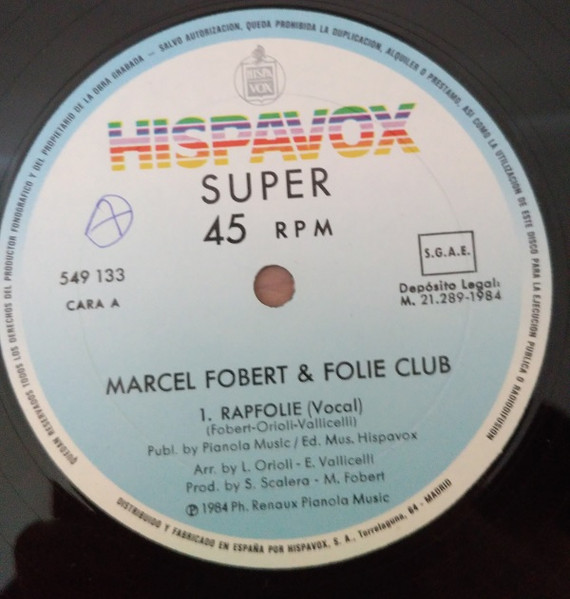 QUEDAN RESERVADOS TODOS LOS DERECHOS DEL PRODUCTOR FONOGRAFICO Y DEL PROPIETARIO DE LA OBRA GRABADA - SALVO AUTORIZACION, QUEDA PROHIBIDA LA DUPLICACION, ALQUILER O PRESTAMO, ASI COMO LA UTILIZACION DE ESTE DISCO PARA LA EJECUCION PUBLICA O RADIODIFUSION
HISPA
VOX
HISPAVOX
SUPER
45 RPM
S.G.A.E.
549 133
Depósito Legal:
CARA A
M. 21.289-1984
MARCEL FOBERT & FOLIE CLUB
1. RAPFOLIE (Vocal)
(Fobert-Orioli-Vallicelli)
Publ. by Pianola Music / Ed. Mus. Hispavox
Arr. by L. Orioli - E. Vallicelli
Prod. by S. Scalera - M. Fobert
℗ 1984 Ph. Renaux Pianola Music
DISTRIBUIDO Y FABRICADO EN ESPAÑA POR HISPAVOX, S. A., Torrelaguna, 64 - MADRID